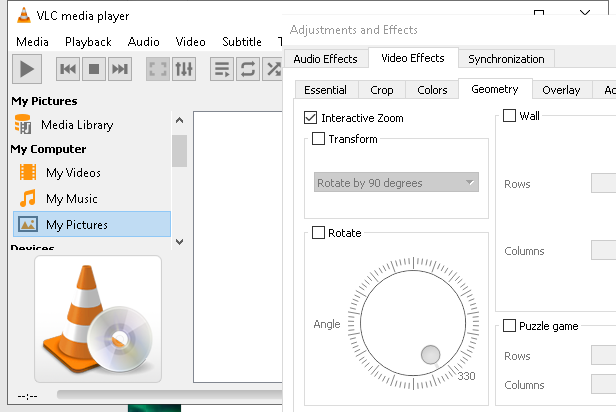 VLC media player
Media Playback Audio Video Subtitle
My Pictures
Media Library
My Computer
My Videos
My Music
My Pictures
Devices
--:--
Adjustments and Effects
Audio Effects Video Effects Synchronization
Essential Crop Colors Geometry Overlay
Interactive Zoom
Transform
Rotate by 90 degrees
Rotate
Angle
330
Wall
Rows
Columns
Puzzle game
Rows
Columns